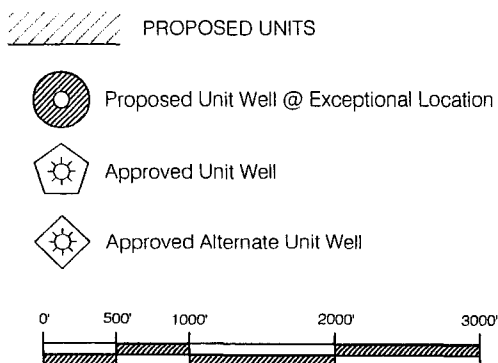 PROPOSED UNITS
Proposed Unit Well @ Exceptional Location
Approved Unit Well
Approved Alternate Unit Well
0' 500' 1000' 2000' 3000'